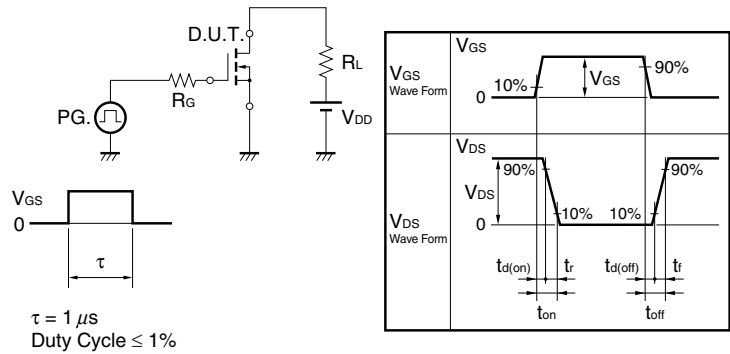 D.U.T.
RL
RG
PG.
VDD
VGS
0
τ
τ = 1 μs
Duty Cycle ≤ 1%
VGS
Wave Form
VGS
10%
0
VGS
90%
VDS
Wave Form
VDS
90%
VDS
0
10%
10%
90%
td(on)
tr
td(off)
tf
ton
toff